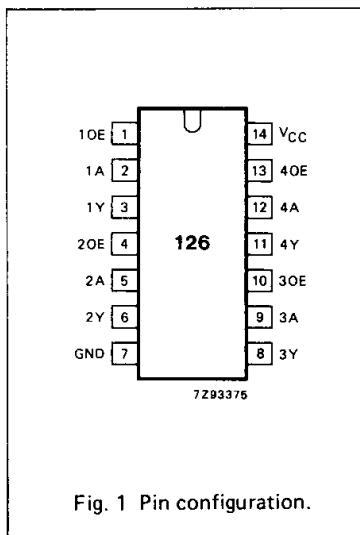 1OE 1 14 VCC
1A 2 13 4OE
1Y 3 12 4A
2OE 4 126 11 4Y
2A 5 10 3OE
2Y 6 9 3A
GND 7 8 3Y
7Z93375
Fig. 1 Pin configuration.